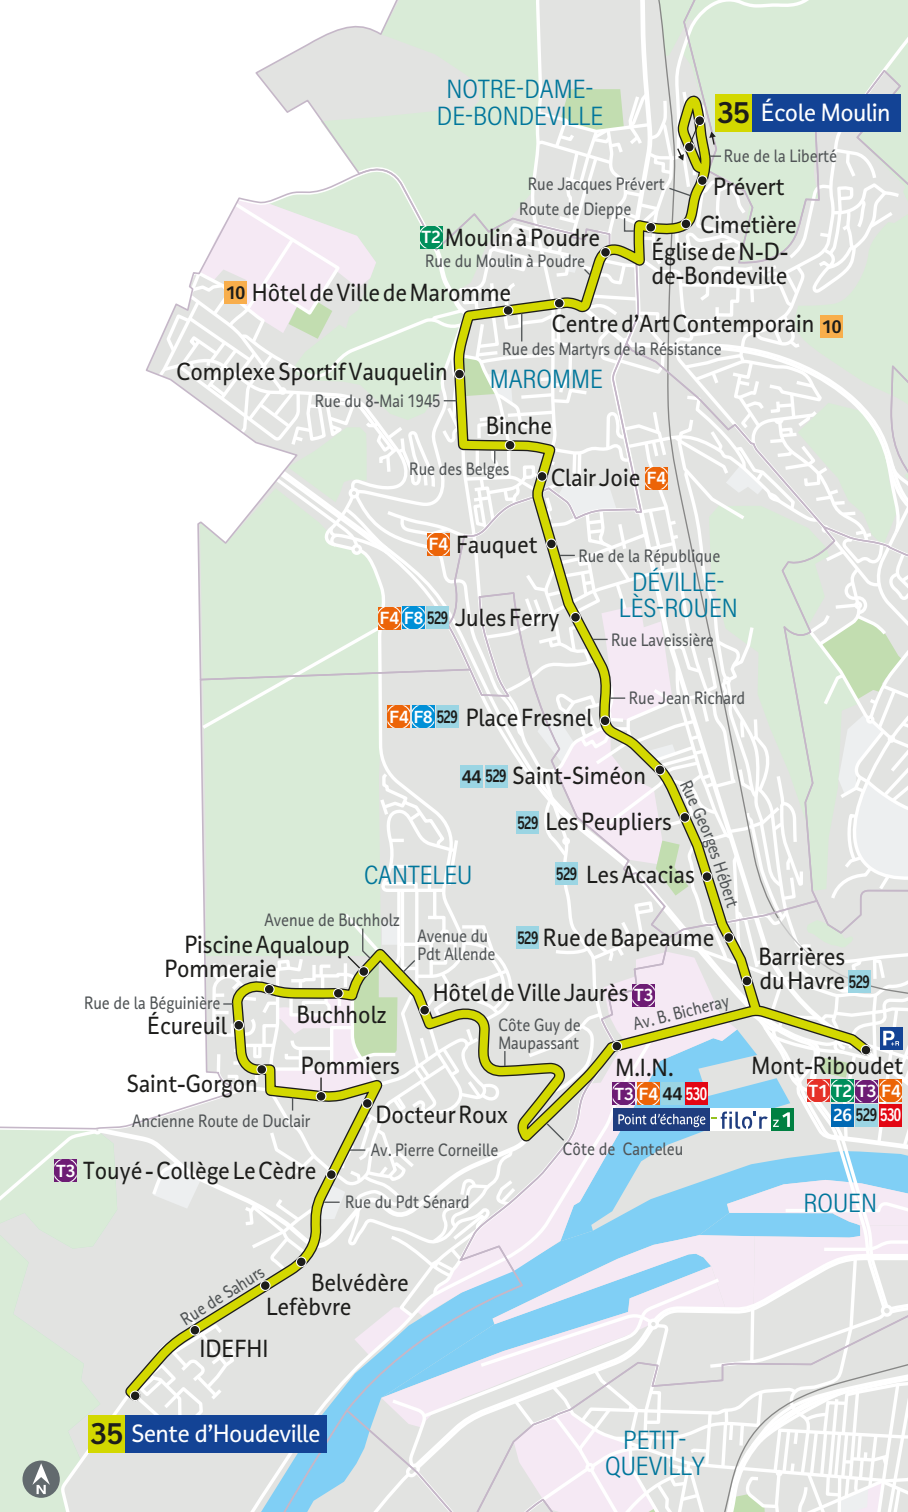 NOTRE-DAME-
DE-BONDEVILLE
35 École Moulin
Rue de la Liberté
Rue Jacques Prévert
Prévert
Route de Dieppe
Cimetière
T2 Moulin à Poudre
Église de N-D-
de-Bondeville
Rue du Moulin à Poudre
10 Hôtel de Ville de Maromme
Centre d'Art Contemporain 10
Rue des Martyrs de la Résistance
Complexe Sportif Vauquelin
MAROMME
Rue du 8-Mai 1945
Binche
Rue des Belges
Clair Joie F4
F4 Fauquet
Rue de la République
DÉVILLE-
LÈS-ROUEN
F4 F8 529 Jules Ferry
Rue Laveissière
Rue Jean Richard
F4 F8 529 Place Fresnel
44 529 Saint-Siméon
Rue Georges Hébert
529 Les Peupliers
529 Les Acacias
CANTELEU
Avenue de Buchholz
Avenue du
Pdt Allende
529 Rue de Bapeaume
Piscine Aqualoup
Pommeraie
Barrières
du Havre 529
Rue de la Béguinière
Hôtel de Ville Jaurès T3
Écureuil
Buchholz
Av. B. Bicheray
Côte Guy de
Maupassant
P+R
Pommiers
M.I.N.
Mont-Riboudet
Saint-Gorgon
T3 F4 44 530
T1 T2 T3 F4
Ancienne Route de Duclair
Docteur Roux
Point d'échange filo'r z1
26 529 530
Av. Pierre Corneille
Côte de Canteleu
T3 Touyé - Collège Le Cèdre
Rue du Pdt Sénard
ROUEN
Belvédère
Rue de Sahurs
Lefèbvre
IDEFHI
35 Sente d'Houdeville
PETIT-
QUEVILLY
N